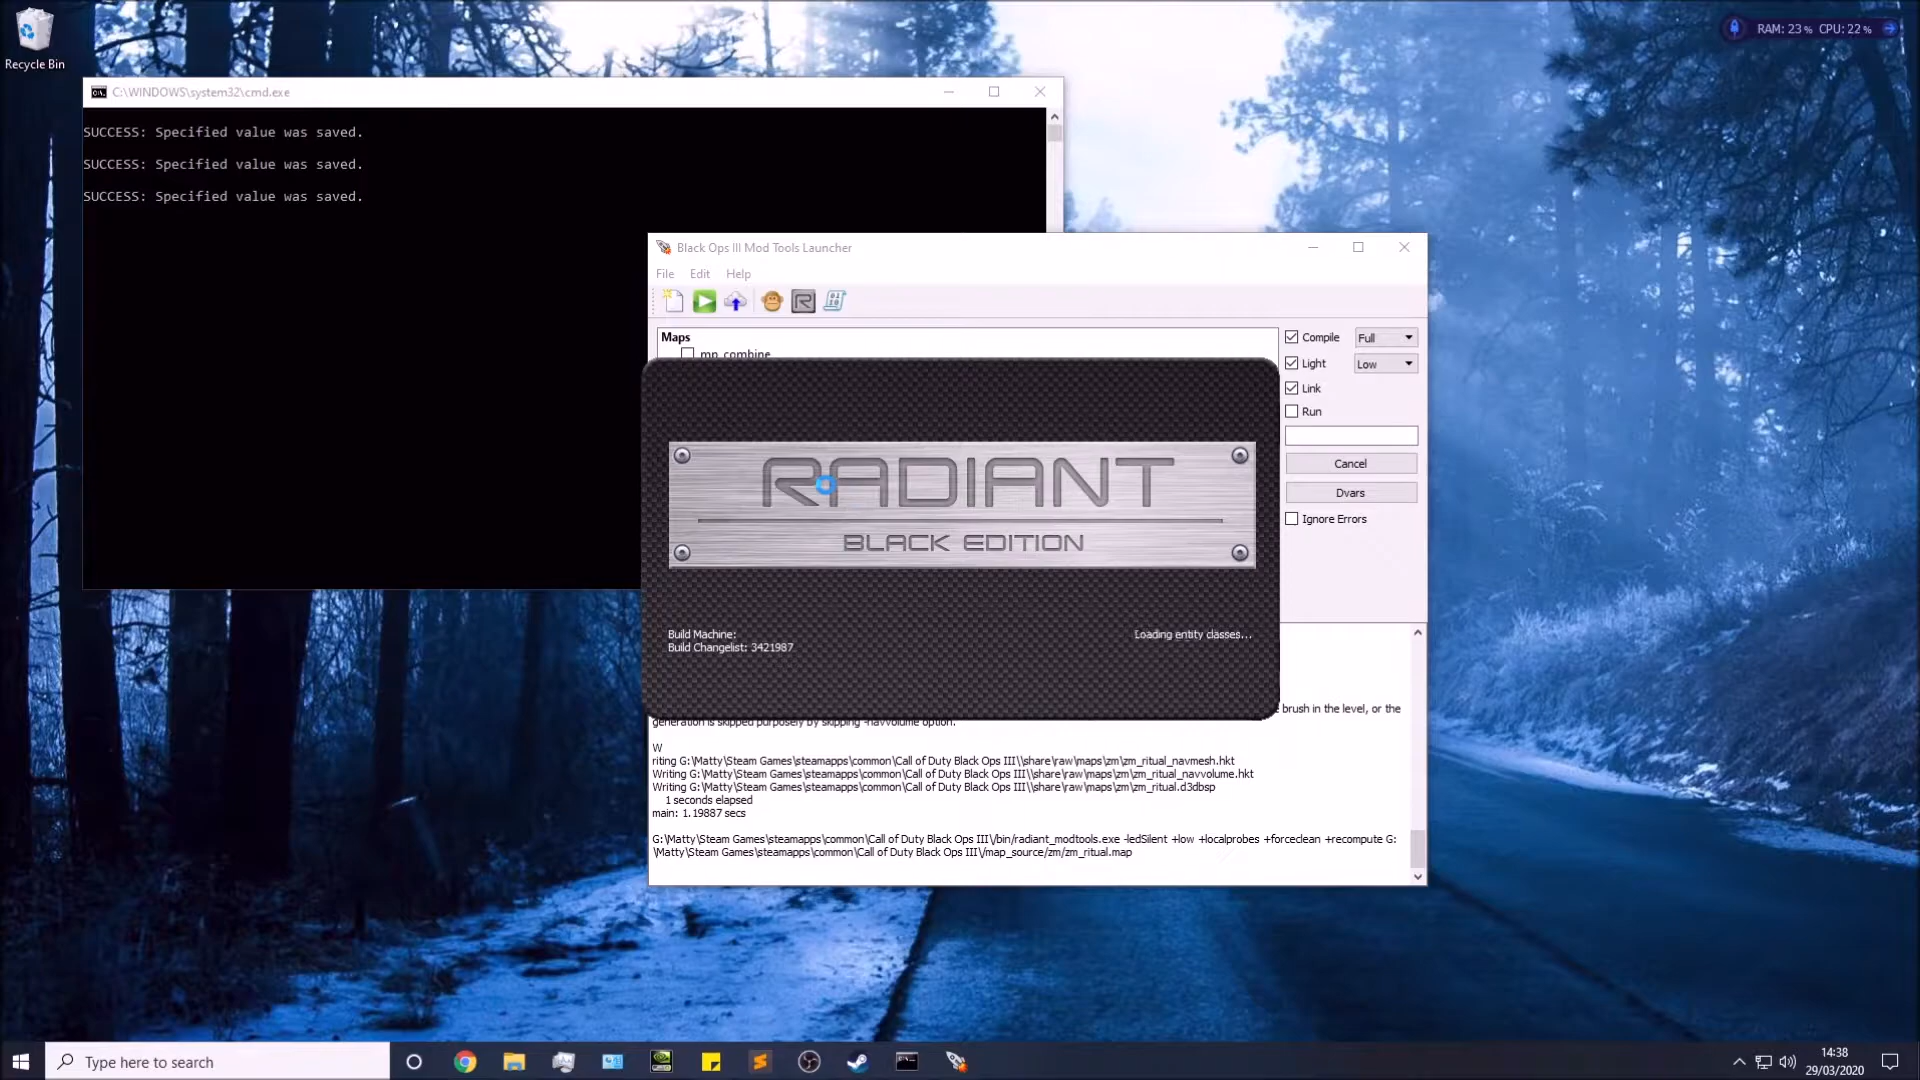 Recycle Bin
RAM: 23 % CPU: 22 %
C:\WINDOWS\system32\cmd.exe
SUCCESS: Specified value was saved.
SUCCESS: Specified value was saved.
SUCCESS: Specified value was saved.
Black Ops III Mod Tools Launcher
File Edit Help
Maps
mp_combine
Compile Full
Light Low
Link
Run
Cancel
Dvars
Ignore Errors
RADIANT
BLACK EDITION
Build Machine:
Build Changelist: 3421987
Loading entity classes...
brush in the level, or the
generation is skipped purposely by skipping -navvolume option.
W
riting G:\Matty\Steam Games\steamapps\common\Call of Duty Black Ops III\\share\raw\maps\zm\zm_ritual_navmesh.hkt
Writing G:\Matty\Steam Games\steamapps\common\Call of Duty Black Ops III\\share\raw\maps\zm\zm_ritual_navvolume.hkt
Writing G:\Matty\Steam Games\steamapps\common\Call of Duty Black Ops III\\share\raw\maps\zm\zm_ritual.d3dbsp
1 seconds elapsed
main: 1.19887 secs
G:\Matty\Steam Games\steamapps\common\Call of Duty Black Ops III\/bin/radiant_modtools.exe -ledSilent +low +localprobes +forceclean +recompute G:
\Matty\Steam Games\steamapps\common\Call of Duty Black Ops III\/map_source/zm/zm_ritual.map
Type here to search
14:38
29/03/2020